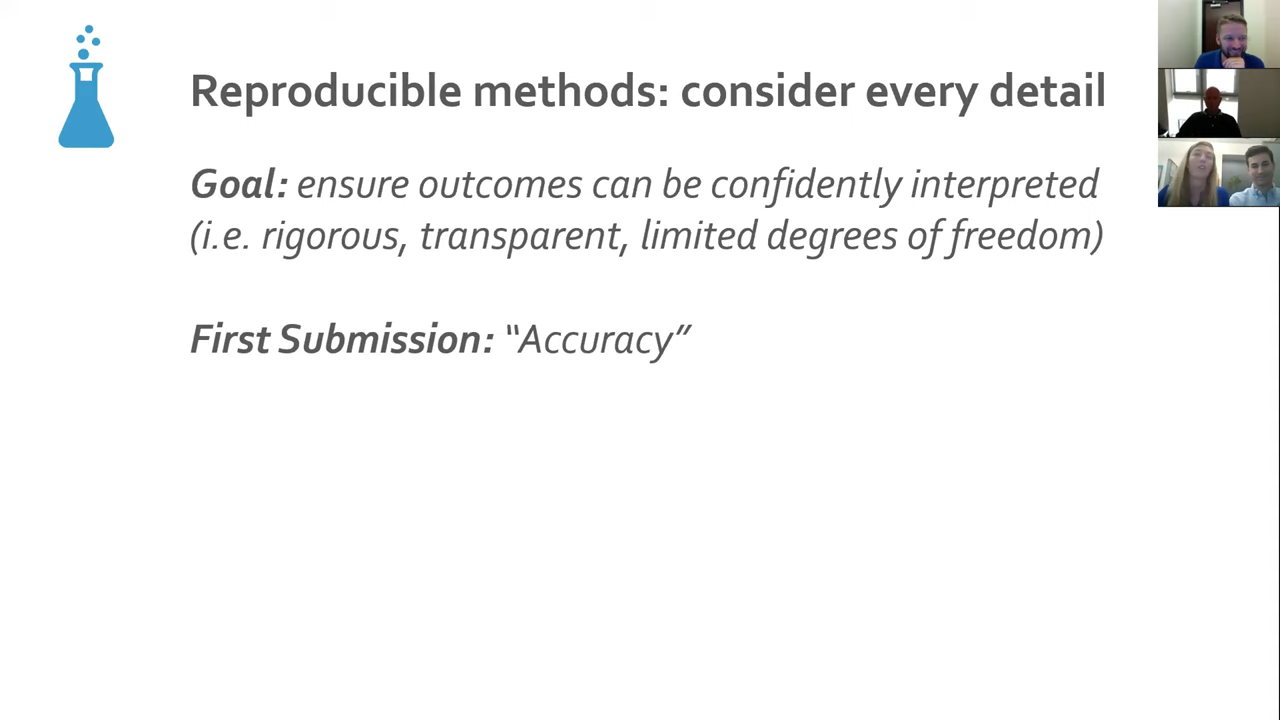 Reproducible methods: consider every detail
Goal: ensure outcomes can be confidently interpreted
(i.e. rigorous, transparent, limited degrees of freedom)
First Submission: “Accuracy”